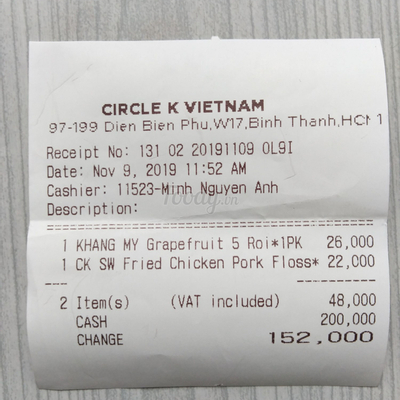 CIRCLE K VIETNAM
97-199 Dien Bien Phu,W17,Binh Thanh,HCM 1
Receipt No: 131 02 20191109 0L9I
Date: Nov 9, 2019 11:52 AM
Cashier: 11523-Minh Nguyen Anh
Description:
1 KHANG MY Grapefruit 5 Roi*1PK 26,000
1 CK SW Fried Chicken Pork Floss* 22,000
2 Item(s) (VAT included) 48,000
CASH 200,000
CHANGE 152,000